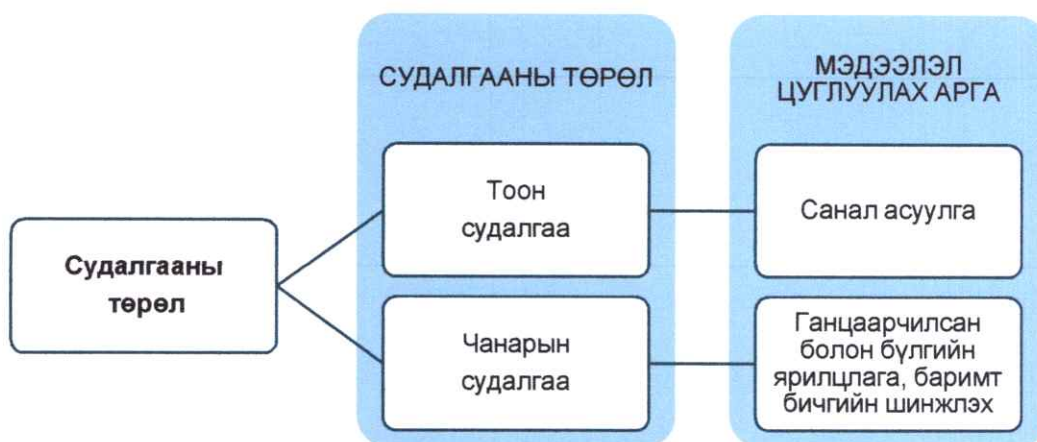 СУДАЛГААНЫ ТӨРӨЛ
МЭДЭЭЛЭЛ
ЦУГЛУУЛАХ АРГА
Судалгааны
төрөл
Тоон
судалгаа
Санал асуулга
Чанарын
судалгаа
Ганцаарчилсан
болон бүлгийн
ярилцлага, баримт
бичгийн шинжлэх